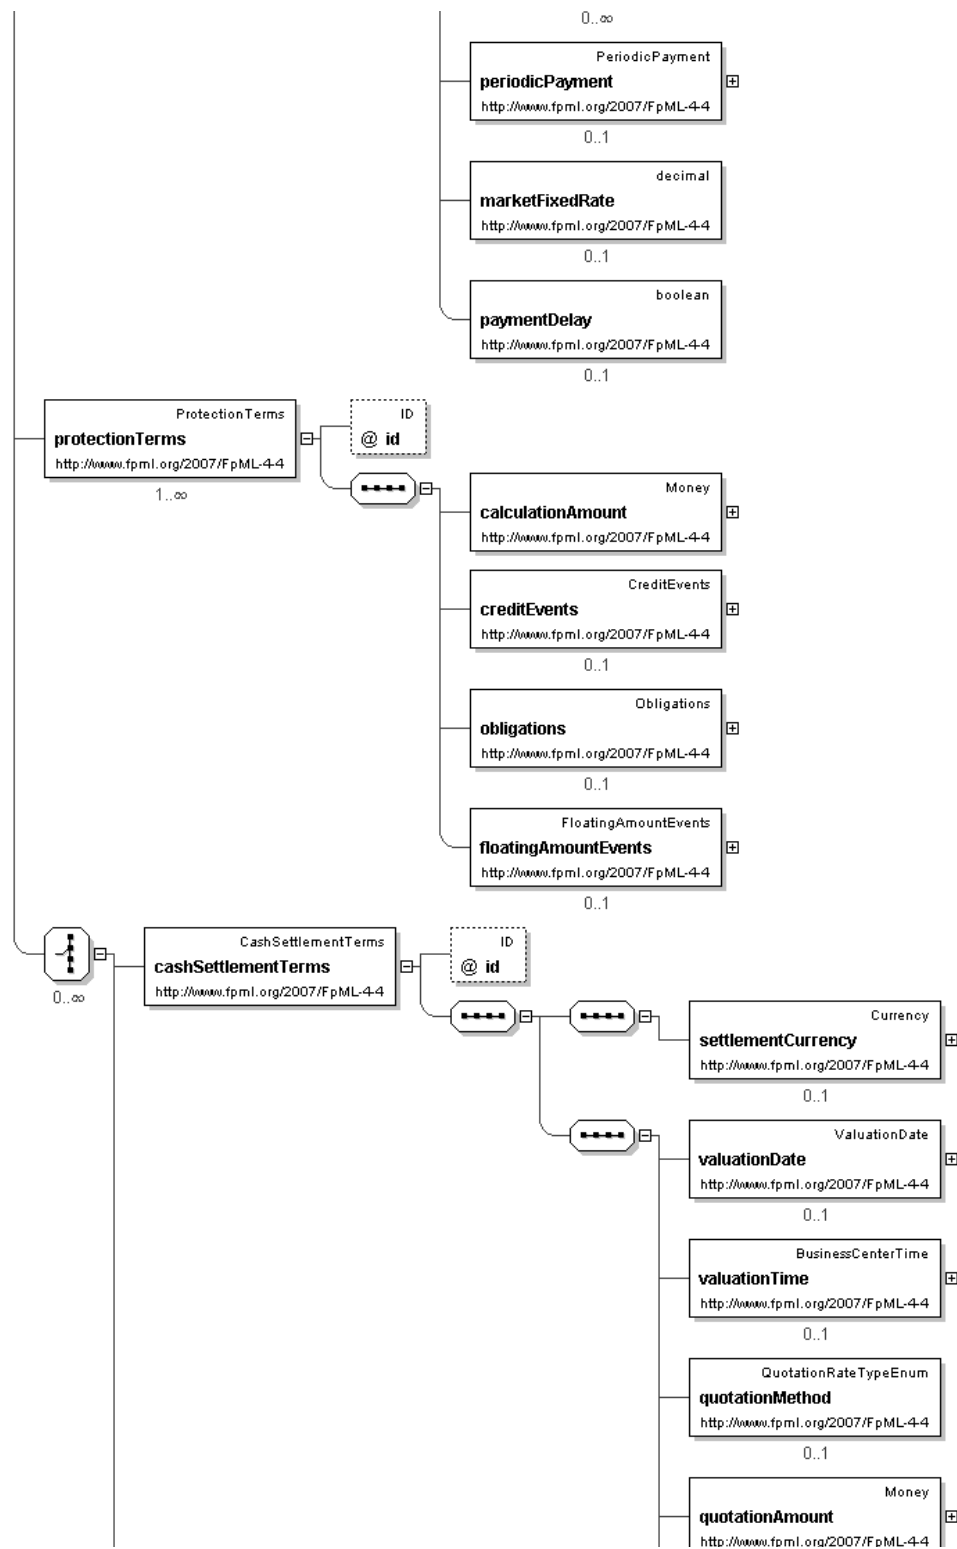 0..∞
PeriodicPayment
periodicPayment
http://www.fpml.org/2007/FpML-4-4
0..1
decimal
marketFixedRate
http://www.fpml.org/2007/FpML-4-4
0..1
boolean
paymentDelay
http://www.fpml.org/2007/FpML-4-4
0..1
ProtectionTerms
protectionTerms
http://www.fpml.org/2007/FpML-4-4
1..∞
ID
@ id
Money
calculationAmount
http://www.fpml.org/2007/FpML-4-4
CreditEvents
creditEvents
http://www.fpml.org/2007/FpML-4-4
0..1
Obligations
obligations
http://www.fpml.org/2007/FpML-4-4
0..1
FloatingAmountEvents
floatingAmountEvents
http://www.fpml.org/2007/FpML-4-4
0..1
0..∞
CashSettlementTerms
cashSettlementTerms
http://www.fpml.org/2007/FpML-4-4
ID
@ id
Currency
settlementCurrency
http://www.fpml.org/2007/FpML-4-4
0..1
ValuationDate
valuationDate
http://www.fpml.org/2007/FpML-4-4
0..1
BusinessCenterTime
valuationTime
http://www.fpml.org/2007/FpML-4-4
0..1
QuotationRateTypeEnum
quotationMethod
http://www.fpml.org/2007/FpML-4-4
0..1
Money
quotationAmount
http://www.fpml.org/2007/FpML-4-4